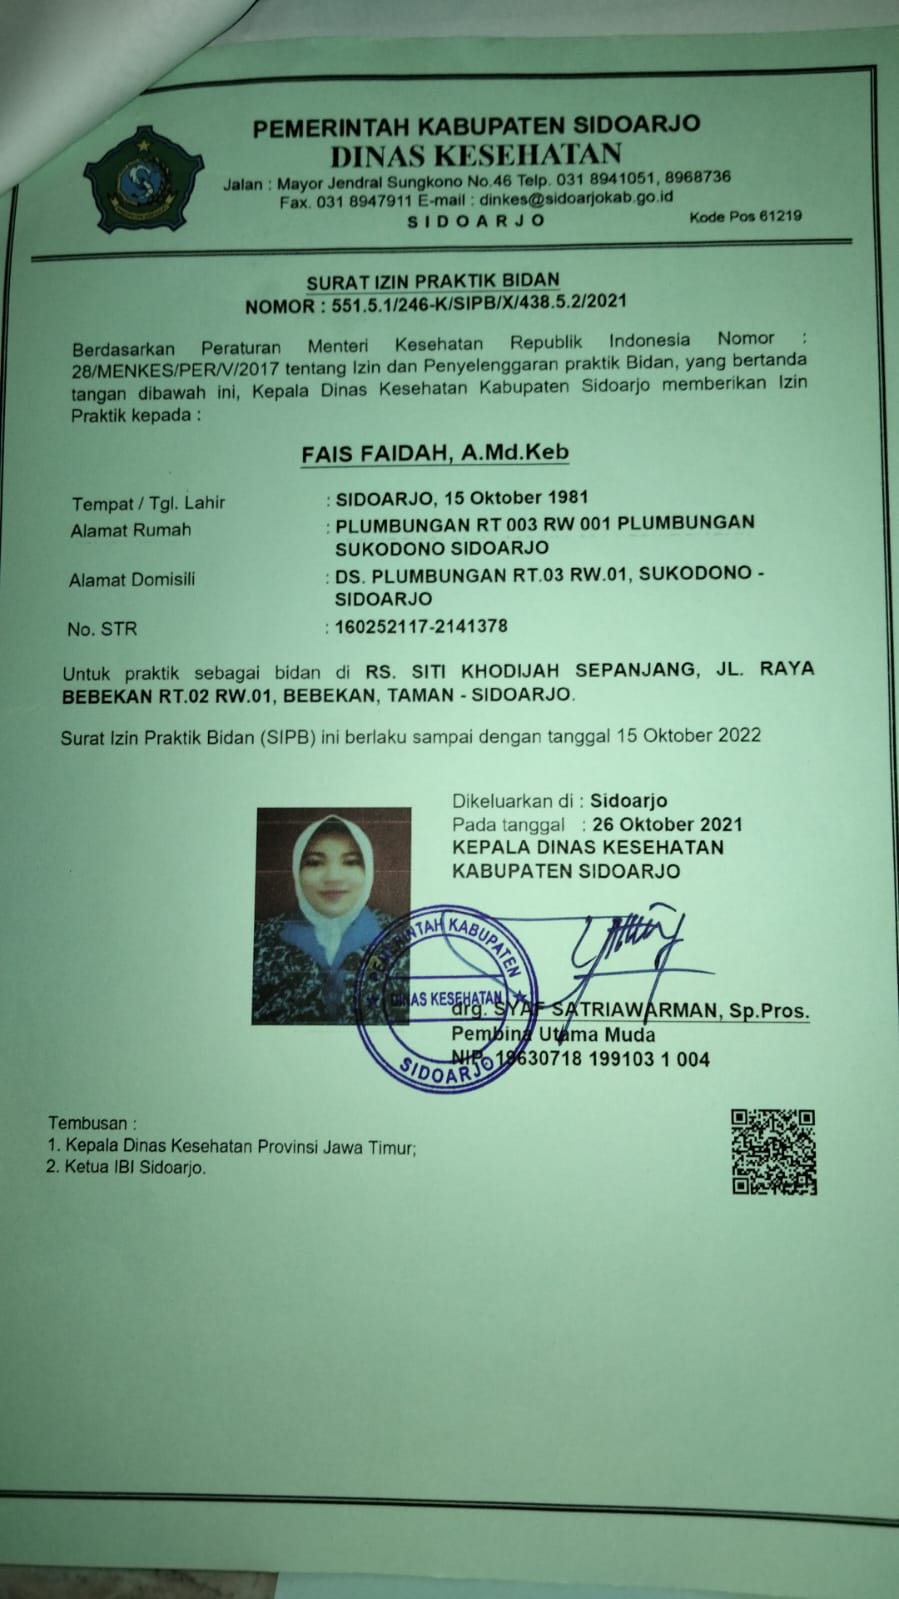 PEMERINTAH KABUPATEN SIDOARJO
DINAS KESEHATAN
Jalan : Mayor Jendral Sungkono No.46 Telp. 031 8941051, 8968736
Fax. 031 8947911 E-mail : dinkes@sidoarjokab.go.id
S I D O A R J O Kode Pos 61219
SURAT IZIN PRAKTIK BIDAN
NOMOR : 551.5.1/246-K/SIPB/X/438.5.2/2021
Berdasarkan Peraturan Menteri Kesehatan Republik Indonesia Nomor :
28/MENKES/PER/V/2017 tentang Izin dan Penyelenggaran praktik Bidan, yang bertanda
tangan dibawah ini, Kepala Dinas Kesehatan Kabupaten Sidoarjo memberikan Izin
Praktik kepada :
FAIS FAIDAH, A.Md.Keb
Tempat / Tgl. Lahir : SIDOARJO, 15 Oktober 1981
Alamat Rumah : PLUMBUNGAN RT 003 RW 001 PLUMBUNGAN
SUKODONO SIDOARJO
Alamat Domisili : DS. PLUMBUNGAN RT.03 RW.01, SUKODONO -
SIDOARJO
No. STR : 160252117-2141378
Untuk praktik sebagai bidan di RS. SITI KHODIJAH SEPANJANG, JL. RAYA
BEBEKAN RT.02 RW.01, BEBEKAN, TAMAN - SIDOARJO.
Surat Izin Praktik Bidan (SIPB) ini berlaku sampai dengan tanggal 15 Oktober 2022
Dikeluarkan di : Sidoarjo
Pada tanggal : 26 Oktober 2021
KEPALA DINAS KESEHATAN
KABUPATEN SIDOARJO
PEMERINTAH KABUPATEN
DINAS KESEHATAN
SIDOARJO
drg. SYAF SATRIAWARMAN, Sp.Pros.
Pembina Utama Muda
NIP. 19630718 199103 1 004
Tembusan :
1. Kepala Dinas Kesehatan Provinsi Jawa Timur;
2. Ketua IBI Sidoarjo.